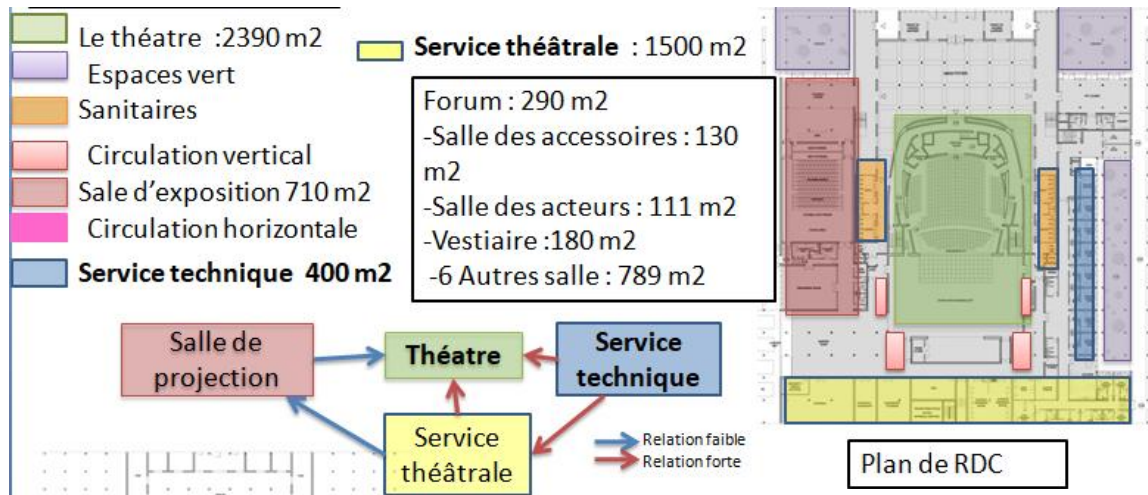 Le théatre :2390 m2
Espaces vert
Sanitaires
Circulation vertical
Sale d'exposition 710 m2
Circulation horizontale
Service technique 400 m2
Service théâtrale : 1500 m2
Forum : 290 m2
-Salle des accessoires : 130
m2
-Salle des acteurs : 111 m2
-Vestiaire :180 m2
-6 Autres salle : 789 m2
Salle de
projection
Théatre
Service
technique
Service
théâtrale
Relation faible
Relation forte
Plan de RDC